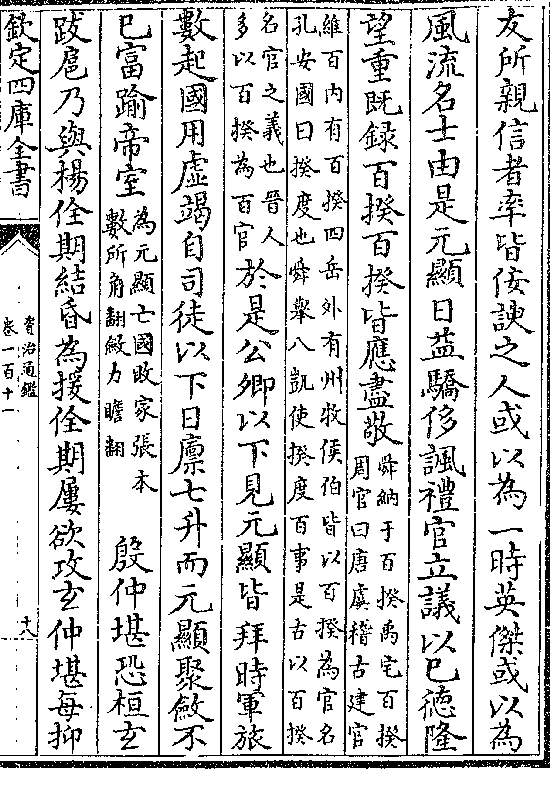 友所親信者率皆佞諛之人或以為一時英傑或以為
風流名士由是元顯日益驕侈諷禮官立議以已德隆
望重既録百揆百揆皆應盡敬
舜納于百揆禹宅百揆
周官曰唐虞稽古建官
維百内有百揆四岳外有州牧侯伯皆以百揆為官名
孔安國曰揆度也舜舉八凱使揆度百事是古以百揆
名官之義也晉人
多以百揆為百官
於是公卿以下見元顯皆拜時軍旅
數起國用虛竭自司徒以下日廪七升而元顯聚斂不
已富踰帝室
為元顯亡國敗家張本
數所角翻斂力瞻翻
殷仲堪恐桓玄
跋扈乃與楊佺期結昏為援佺期屢欲攻玄仲堪每抑
欽定四庫全書
資治通鑑
卷一百十一
十八